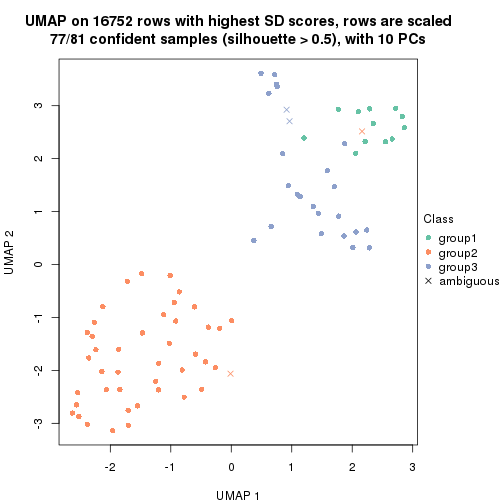 UMAP on 16752 rows with highest SD scores, rows are scaled
77/81 confident samples (silhouette > 0.5), with 10 PCs
3
2
1
0
-1
-2
-3
UMAP 2
-2
-1
0
1
2
3
UMAP 1
Class
group1
group2
group3
ambiguous